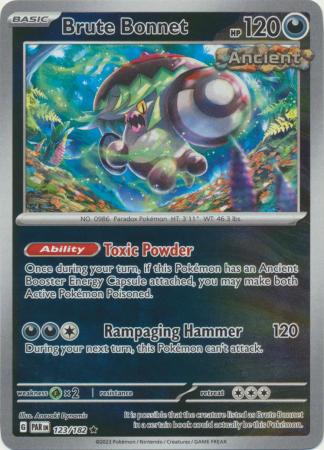 BASIC
Brute Bonnet
HP 120
Ancient
NO. 0986 Paradox Pokémon HT: 3'11" WT: 46.3 lbs.
Ability Toxic Powder
Once during your turn, if this Pokémon has an Ancient
Booster Energy Capsule attached, you may make both
Active Pokémon Poisoned.
Rampaging Hammer 120
During your next turn, this Pokémon can't attack.
weakness ×2 resistance retreat
Illus. Anesaki Dynamic
G PAR EN 123/182 ★
It is possible that the creature listed as Brute Bonnet
in a certain book could actually be this Pokémon.
©2023 Pokémon / Nintendo / Creatures / GAME FREAK